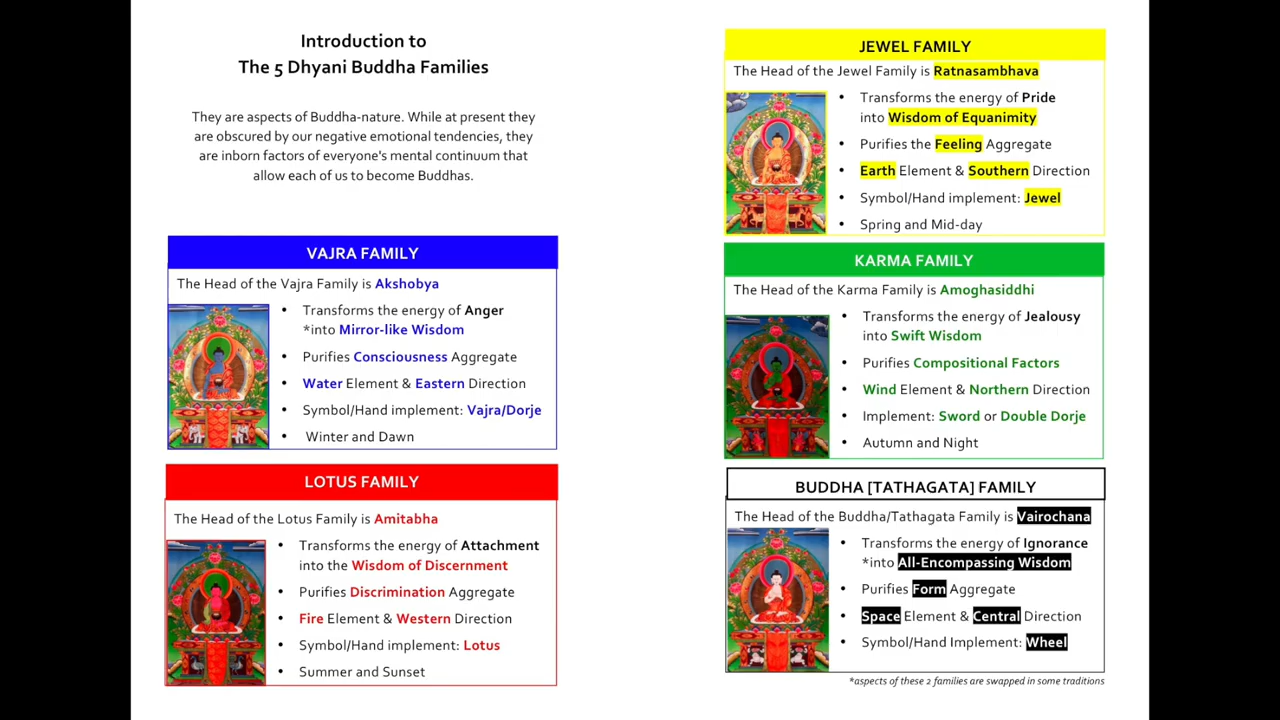 Introduction to
The 5 Dhyani Buddha Families
They are aspects of Buddha-nature. While at present they
are obscured by our negative emotional tendencies, they
are inborn factors of everyone's mental continuum that
allow each of us to become Buddhas.
VAJRA FAMILY
The Head of the Vajra Family is Akshobya
• Transforms the energy of Anger
*into Mirror-like Wisdom
• Purifies Consciousness Aggregate
• Water Element & Eastern Direction
• Symbol/Hand implement: Vajra/Dorje
• Winter and Dawn
LOTUS FAMILY
The Head of the Lotus Family is Amitabha
• Transforms the energy of Attachment
into the Wisdom of Discernment
• Purifies Discrimination Aggregate
• Fire Element & Western Direction
• Symbol/Hand implement: Lotus
• Summer and Sunset
JEWEL FAMILY
The Head of the Jewel Family is Ratnasambhava
• Transforms the energy of Pride
into Wisdom of Equanimity
• Purifies the Feeling Aggregate
• Earth Element & Southern Direction
• Symbol/Hand implement: Jewel
• Spring and Mid-day
KARMA FAMILY
The Head of the Karma Family is Amoghasiddhi
• Transforms the energy of Jealousy
into Swift Wisdom
• Purifies Compositional Factors
• Wind Element & Northern Direction
• Implement: Sword or Double Dorje
• Autumn and Night
BUDDHA [TATHAGATA] FAMILY
The Head of the Buddha/Tathagata Family is Vairochana
• Transforms the energy of Ignorance
*into All-Encompassing Wisdom
• Purifies Form Aggregate
• Space Element & Central Direction
• Symbol/Hand Implement: Wheel
*aspects of these 2 families are swapped in some traditions